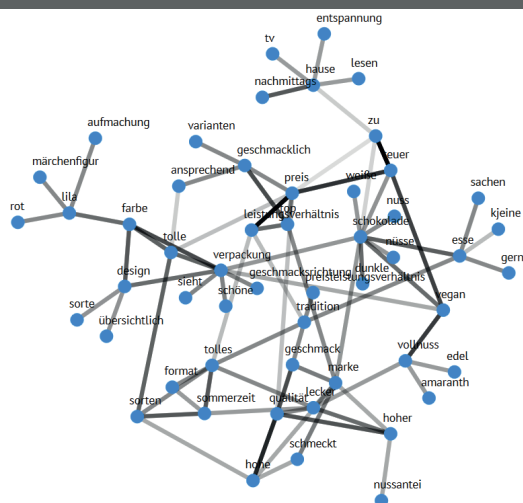 entspannung
tv
hause
lesen
nachmittags
aufmachung
varianten
zu
geschmacklich
märchenfigur
ansprechend
preis
weiße
teuer
sachen
rot
lila
farbe
top
nuss
leistungsverhältnis
schokolade
kjeine
tolle
nüsse
esse
verpackung
gern
design
geschmacksrichtung
dunkle
sieht
schöne
preisleistungsverhältnis
vegan
sorte
übersichtlich
tradition
tolles
geschmack
vollnuss
format
marke
edel
sorten
sommerzeit
qualität
lecker
amaranth
hoher
schmeckt
hohe
nussantei